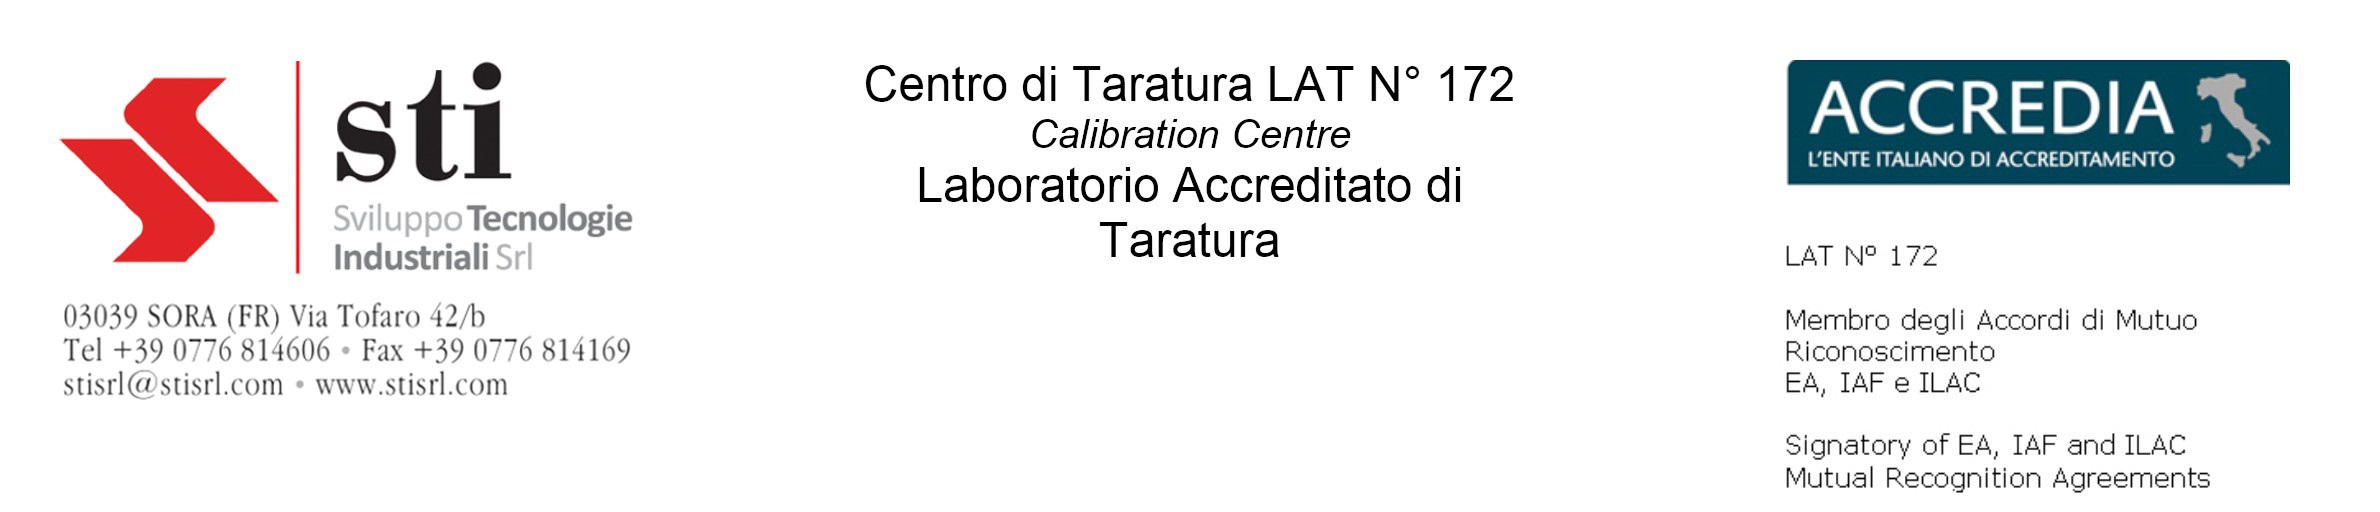 sti
Sviluppo Tecnologie
Industriali Srl
03039 SORA (FR) Via Tofaro 42/b
Tel +39 0776 814606 • Fax +39 0776 814169
stisrl@stisrl.com • www.stisrl.com
Centro di Taratura LAT N° 172
Calibration Centre
Laboratorio Accreditato di
Taratura
ACCREDIA
L'ENTE ITALIANO DI ACCREDITAMENTO
LAT Nº 172
Membro degli Accordi di Mutuo
Riconoscimento
EA, IAF e ILAC
Signatory of EA, IAF and ILAC
Mutual Recognition Agreements